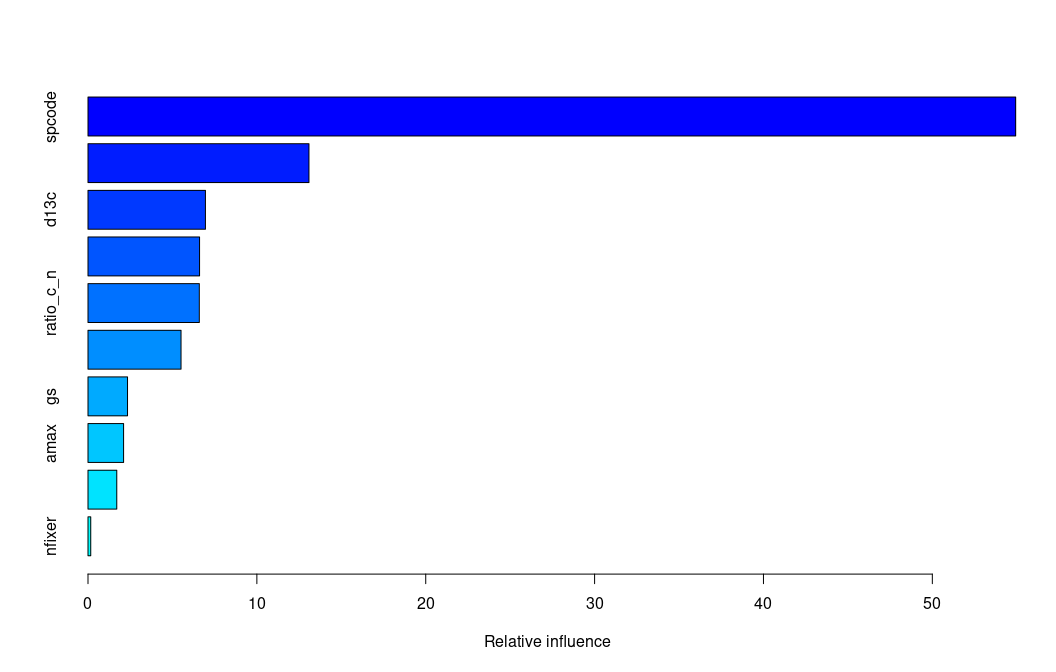 spcode
d13c
ratio_c_n
gs
amax
nfixer
0 10 20 30 40 50
Relative influence